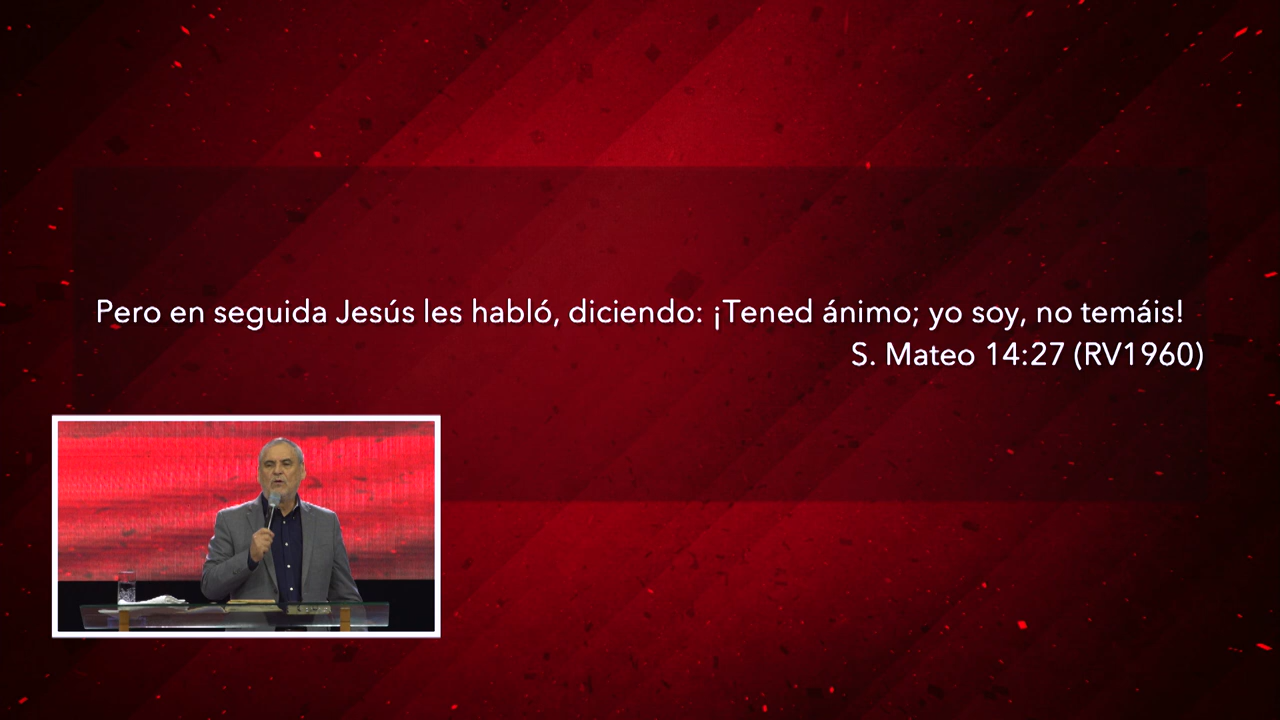 Pero en seguida Jesús les habló, diciendo: ¡Tened ánimo; yo soy, no temáis!
S. Mateo 14:27 (RV1960)